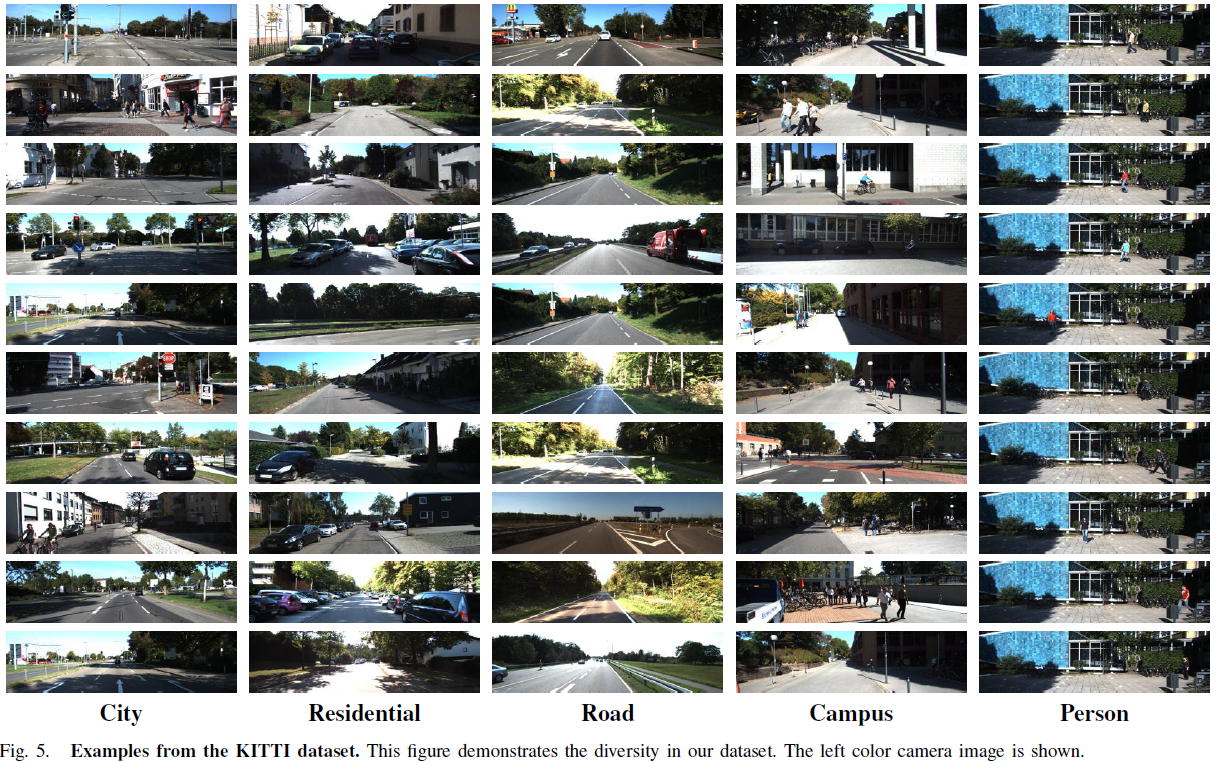 STOP
City Residential Road Campus Person
Fig. 5. Examples from the KITTI dataset. This figure demonstrates the diversity in our dataset. The left color camera image is shown.